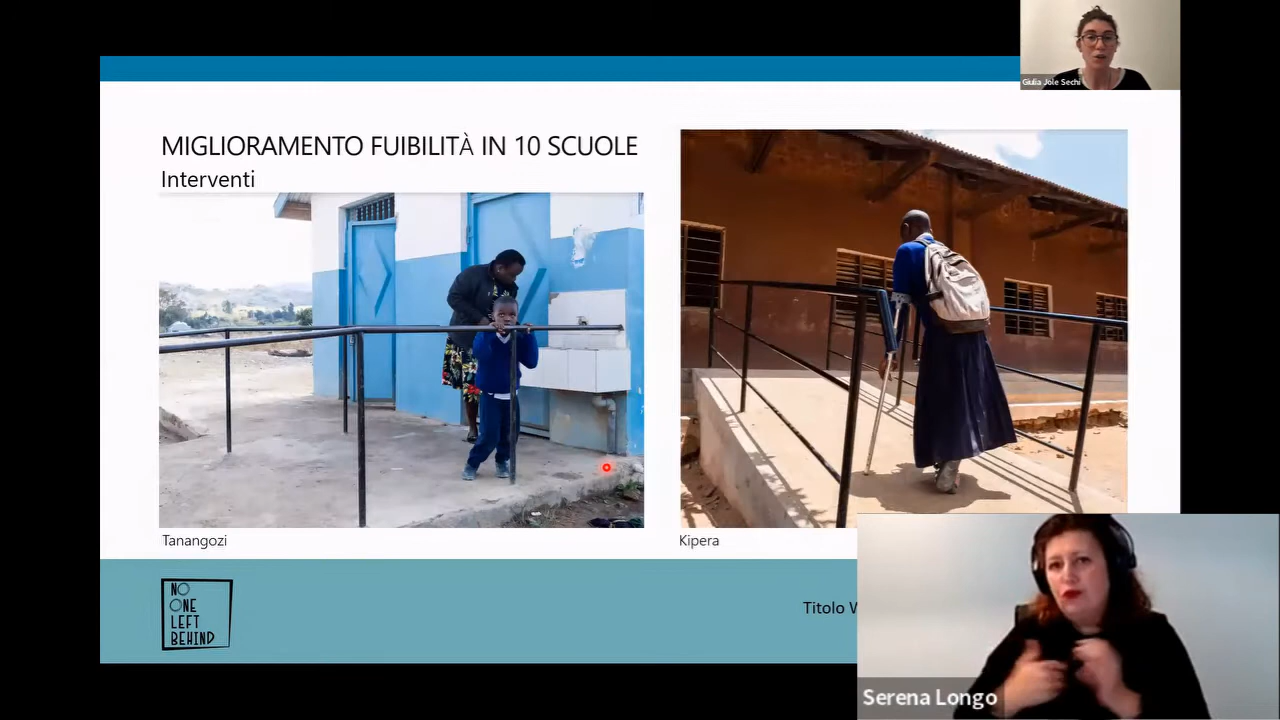 Giulia Jole Sechi
MIGLIORAMENTO FUIBILITÀ IN 10 SCUOLE
Interventi
Tanangozi
Kipera
NO
ONE
LEFT
BEHIND
Titolo
Serena Longo